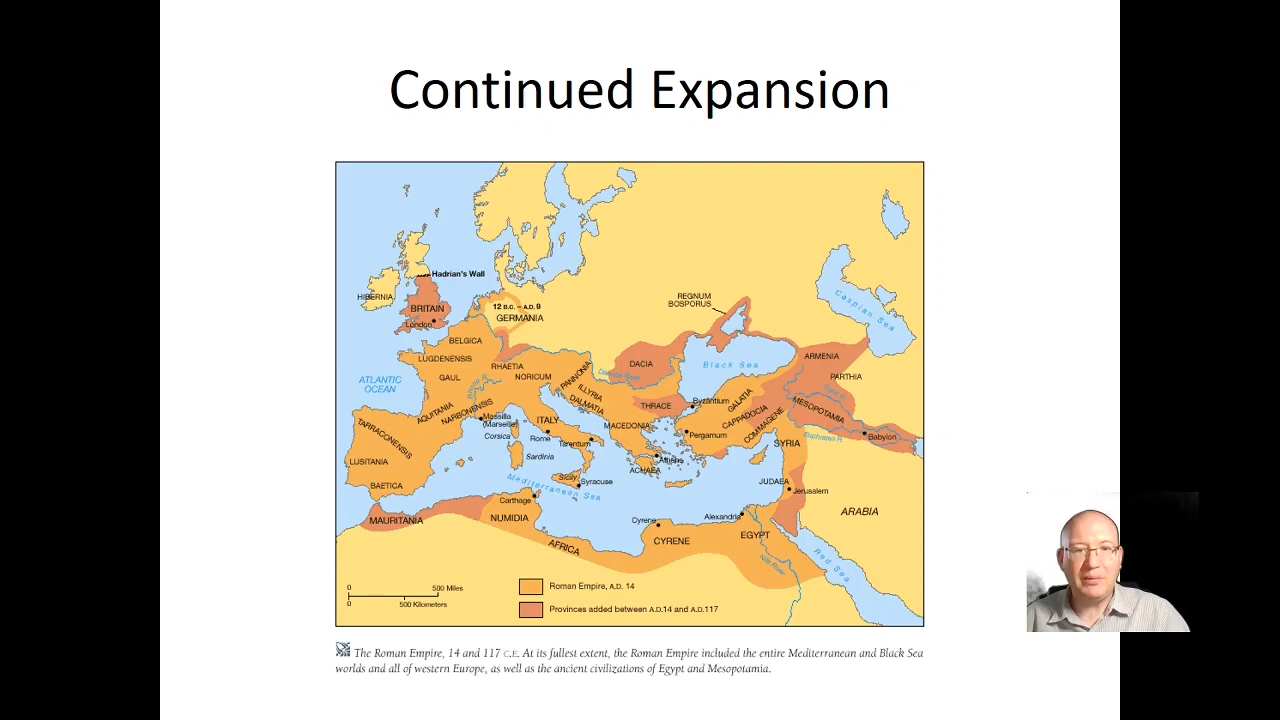 Continued Expansion
Hadrian's Wall
HIBERNIA
BRITAIN
London
12 B.C. – A.D. 9
GERMANIA
REGNUM
BOSPORUS
Caspian Sea
BELGICA
LUGDENENSIS
GAUL
RHAETIA
NORICUM
PANNONIA
ILLYRIA
DALMATIA
DACIA
Black Sea
ARMENIA
PARTHIA
ATLANTIC
OCEAN
AQUITANIA
NARBONENSIS
Massilia
(Marseille)
Corsica
ITALY
Rome
Tarentum
THRACE
MACEDONIA
Byzantium
GALATIA
CAPPADOCIA
COMMAGENE
MESOPOTAMIA
Euphrates R.
Babylon
TARRACONENSIS
LUSITANIA
BAETICA
Sardinia
Sicily
Syracuse
Mediterranean Sea
Pergamum
Athens
ACHAEA
SYRIA
JUDAEA
Jerusalem
ARABIA
MAURITANIA
Carthage
NUMIDIA
AFRICA
Cyrene
CYRENE
Alexandria
EGYPT
Nile River
Red Sea
0 500 Miles
0 500 Kilometers
Roman Empire, A.D. 14
Provinces added between A.D.14 and A.D.117
The Roman Empire, 14 and 117 C.E. At its fullest extent, the Roman Empire included the entire Mediterranean and Black Sea
worlds and all of western Europe, as well as the ancient civilizations of Egypt and Mesopotamia.